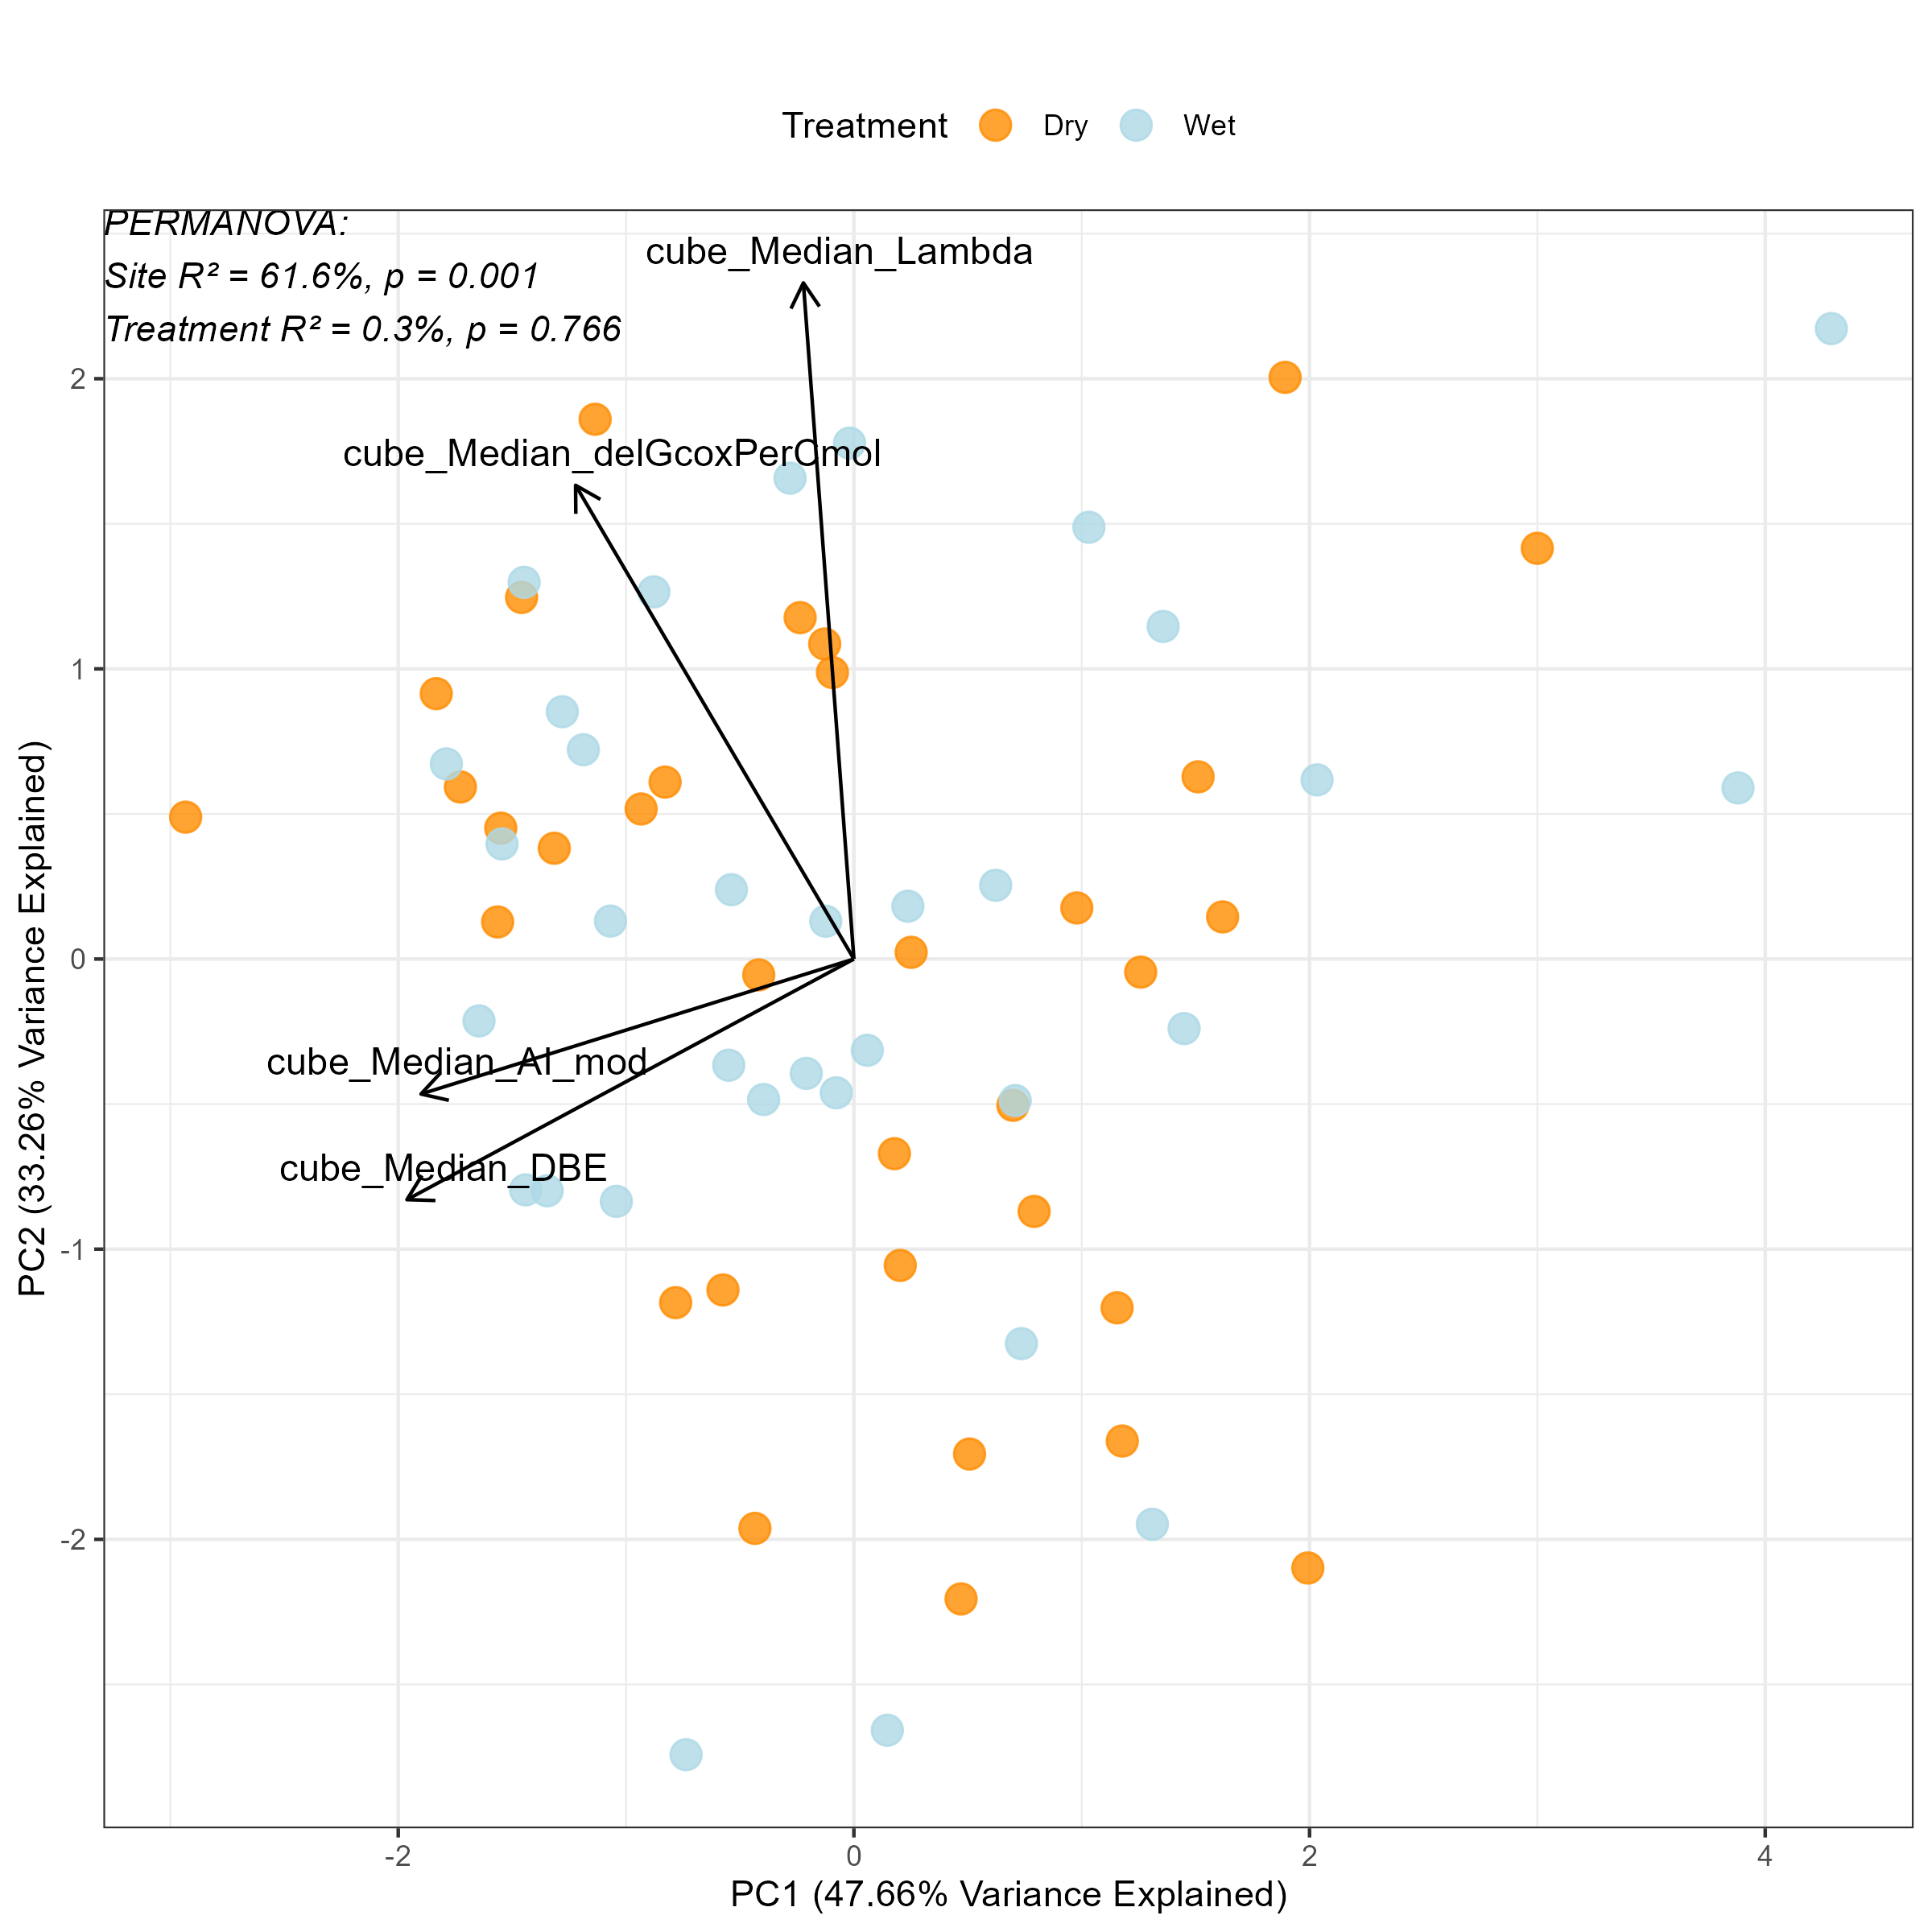 Treatment Dry Wet
PERMANOVA:
Site R² = 61.6%, p = 0.001
Treatment R² = 0.3%, p = 0.766
cube_Median_Lambda
cube_Median_delGcoxPerCmol
cube_Median_AI_mod
cube_Median_DBE
PC2 (33.26% Variance Explained)
2
1
0
-1
-2
-2 0 2 4
PC1 (47.66% Variance Explained)